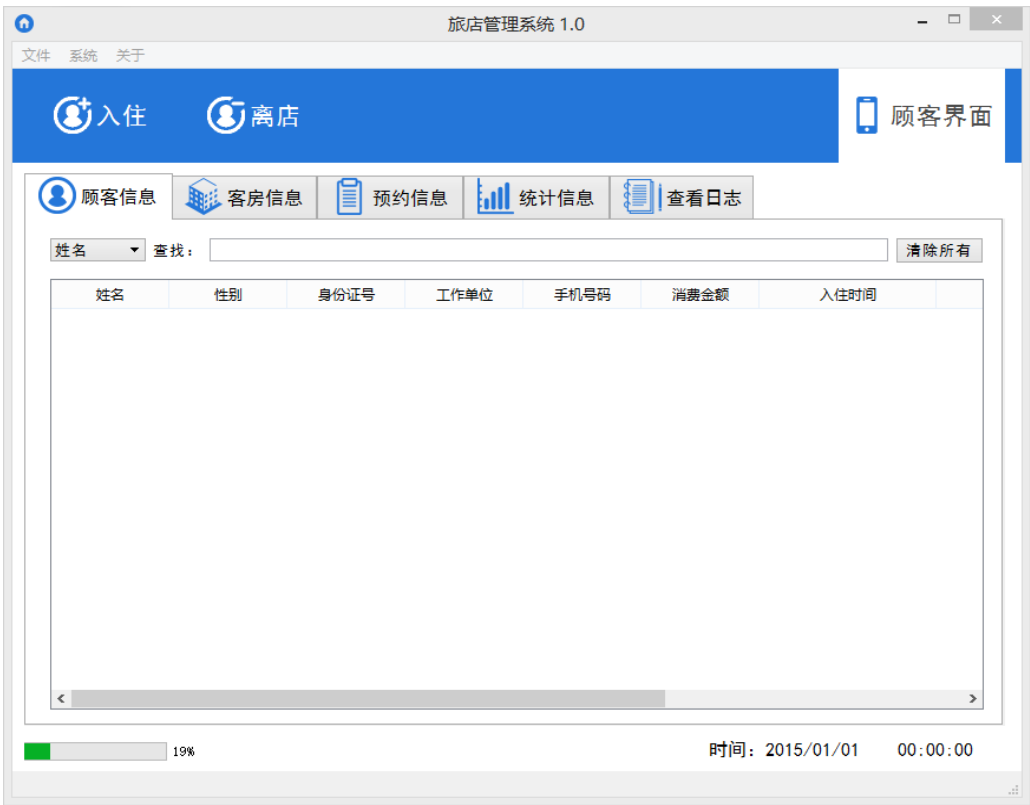 旅店管理系统 1.0
文件 系统 关于
入住 离店 顾客界面
顾客信息 客房信息 预约信息 统计信息 查看日志
姓名 查找： 清除所有
姓名 性别 身份证号 工作单位 手机号码 消费金额 入住时间
19% 时间：2015/01/01 00:00:00